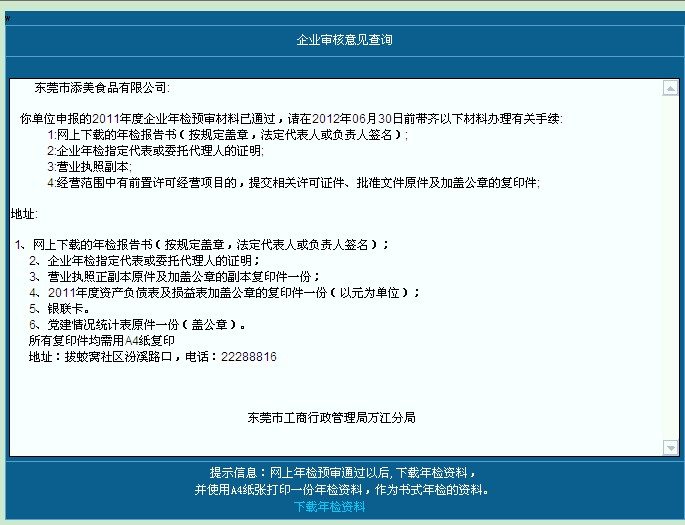 w
企业审核意见查询
东莞市添美食品有限公司:
你单位申报的2011年度企业年检预审材料已通过，请在2012年06月30日前带齐以下材料办理有关手续:
1:网上下载的年检报告书（按规定盖章，法定代表人或负责人签名）;
2:企业年检指定代表或委托代理人的证明;
3:营业执照副本;
4:经营范围中有前置许可经营项目的，提交相关许可证件、批准文件原件及加盖公章的复印件;
地址:
1、网上下载的年检报告书（按规定盖章，法定代表人或负责人签名）；
2、企业年检指定代表或委托代理人的证明；
3、营业执照正副本原件及加盖公章的副本复印件一份；
4、2011年度资产负债表及损益表加盖公章的复印件一份（以元为单位）；
5、银联卡。
6、党建情况统计表原件一份（盖公章）。
所有复印件均需用A4纸复印
地址：拔蛟窝社区汾溪路口，电话：22288816
东莞市工商行政管理局万江分局
提示信息：网上年检预审通过以后,下载年检资料，
并使用A4纸张打印一份年检资料，作为书式年检的资料。
下载年检资料